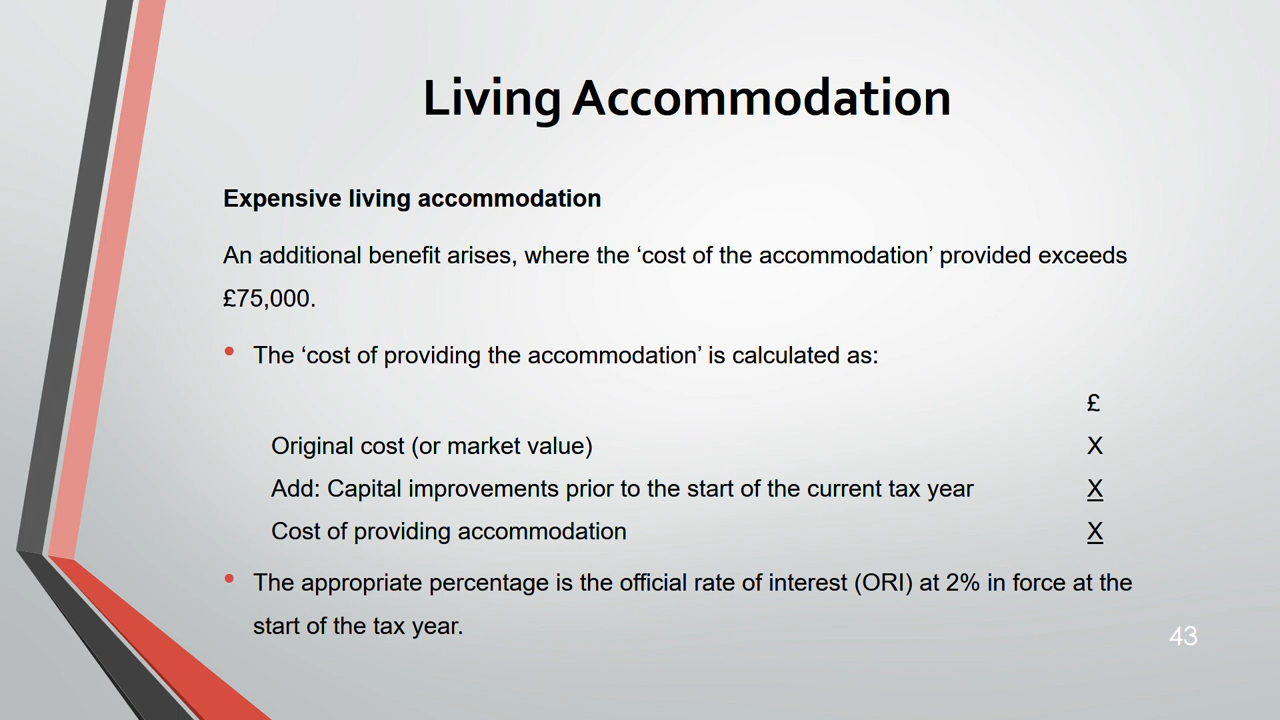 Living Accommodation
Expensive living accommodation
An additional benefit arises, where the ‘cost of the accommodation’ provided exceeds
£75,000.
• The ‘cost of providing the accommodation’ is calculated as:
£
Original cost (or market value) X
Add: Capital improvements prior to the start of the current tax year X
Cost of providing accommodation X
• The appropriate percentage is the official rate of interest (ORI) at 2% in force at the
start of the tax year.
43